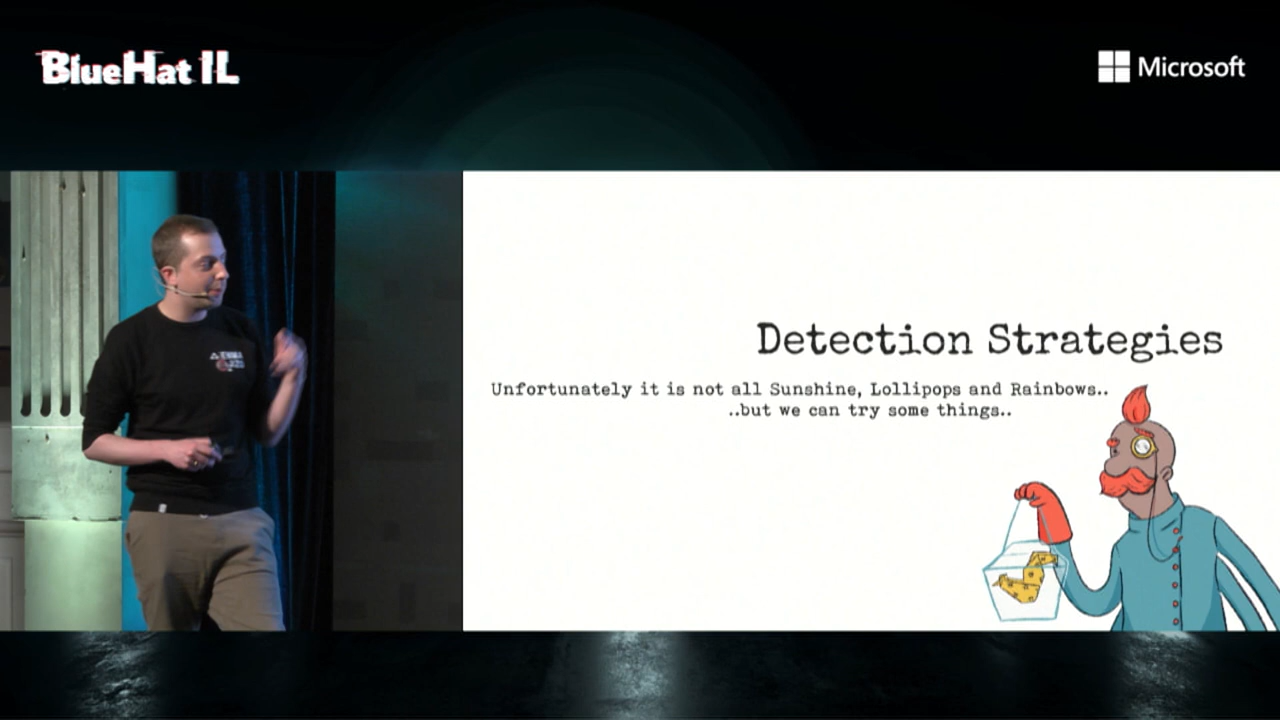 BlueHat IL
Microsoft
Detection Strategies
Unfortunately it is not all Sunshine, Lollipops and Rainbows..
..but we can try some things..